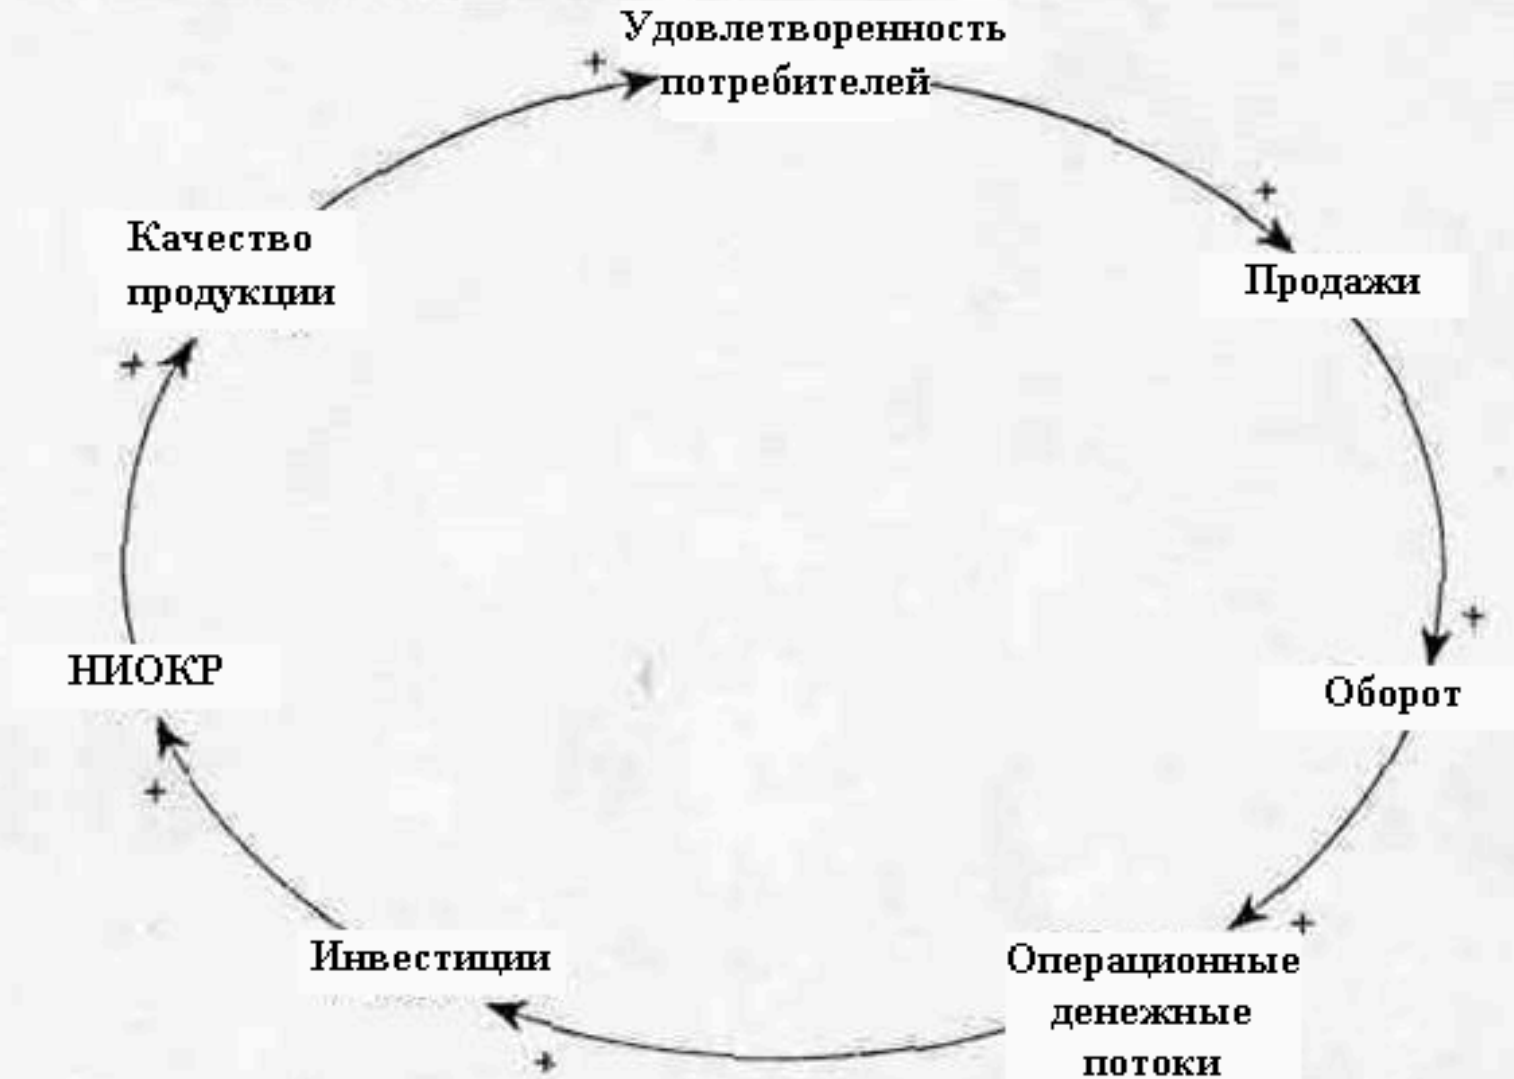 Удовлетворенность
потребителей
+
+
Качество
продукции
Продажи
+
+
НИОКР
Оборот
+
+
Инвестиции
Операционные
денежные
потоки
+